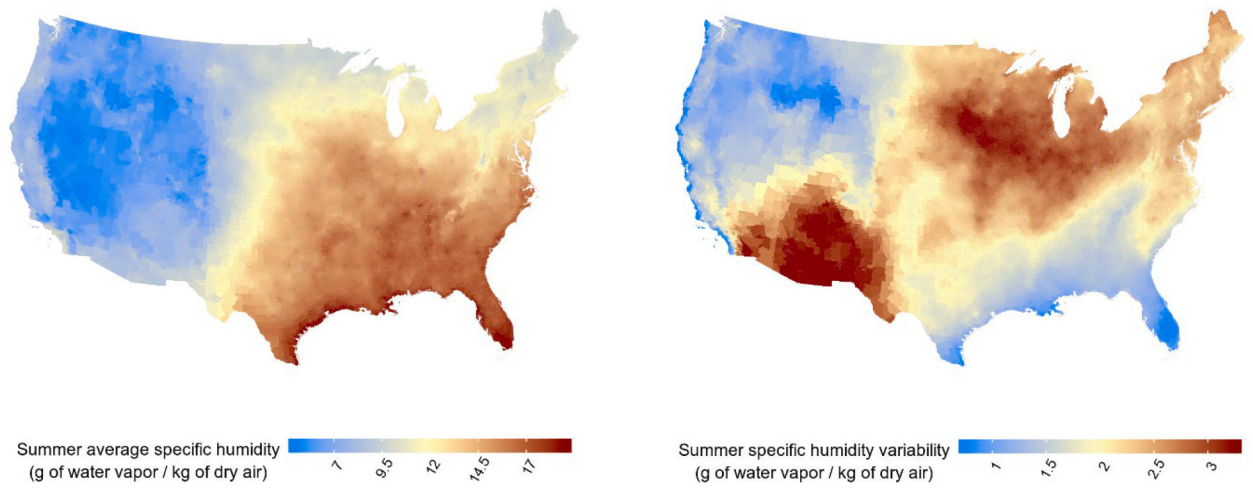 Summer average specific humidity
(g of water vapor / kg of dry air)
7 9.5 12 14.5 17
Summer specific humidity variability
(g of water vapor / kg of dry air)
1 1.5 2 2.5 3